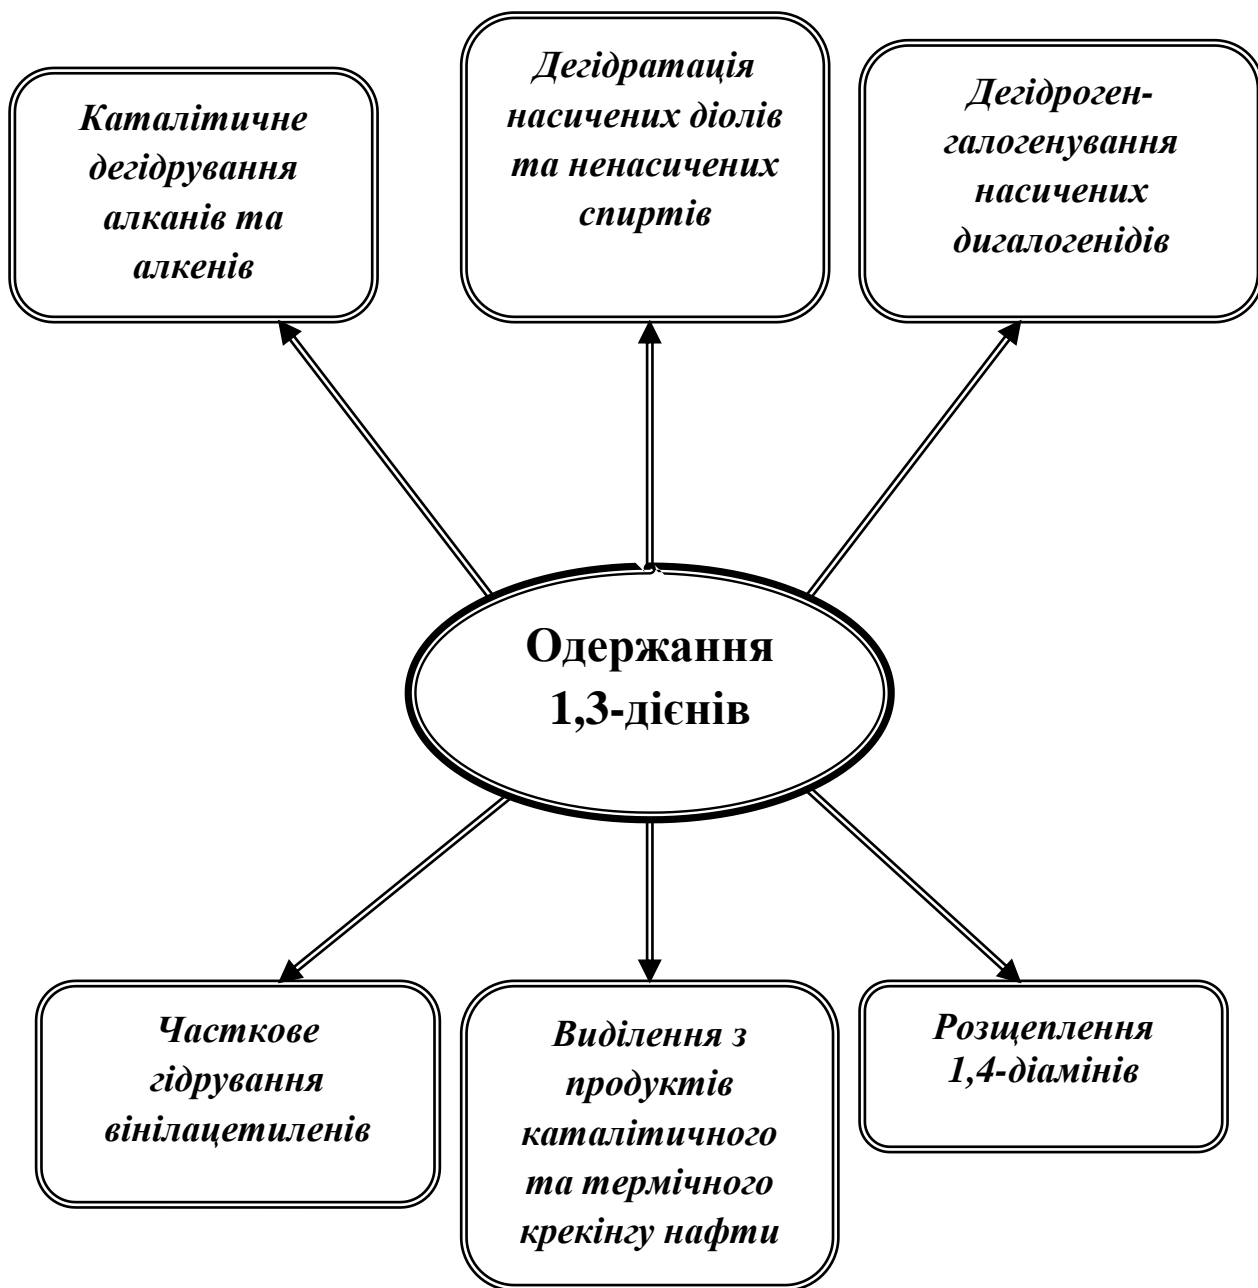 Каталітичне
дегідрування
алканів та
алкенів
Дегідратація
насичених діолів
та ненасичених
спиртів
Дегідроген-
галогенування
насичених
дигалогенідів
Одержання
1,3-дієнів
Часткове
гідрування
вінілацетиленів
Виділення з
продуктів
каталітичного
та термічного
крекінгу нафти
Розщеплення
1,4-діамінів